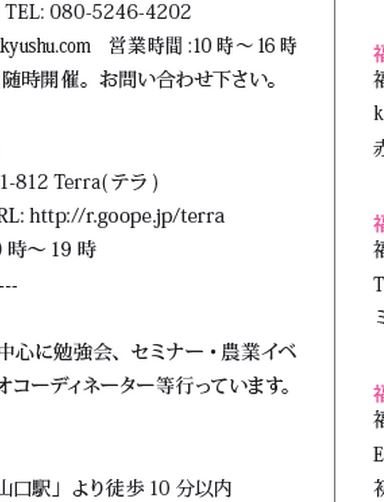 TEL: 080-5246-4202
kyushu.com　営業時間:10 時～ 16 時
随時開催。お問い合わせ下さい。
1-812 Terra(テラ)
RL: http://r.goope.jp/terra
時～ 19 時
---
中心に勉強会、セミナー・農業イベ
オコーディネーター等行っています。
山口駅」より徒歩 10 分以内
福
福
k
赤
福
福
T
ミ
福
福
E
初